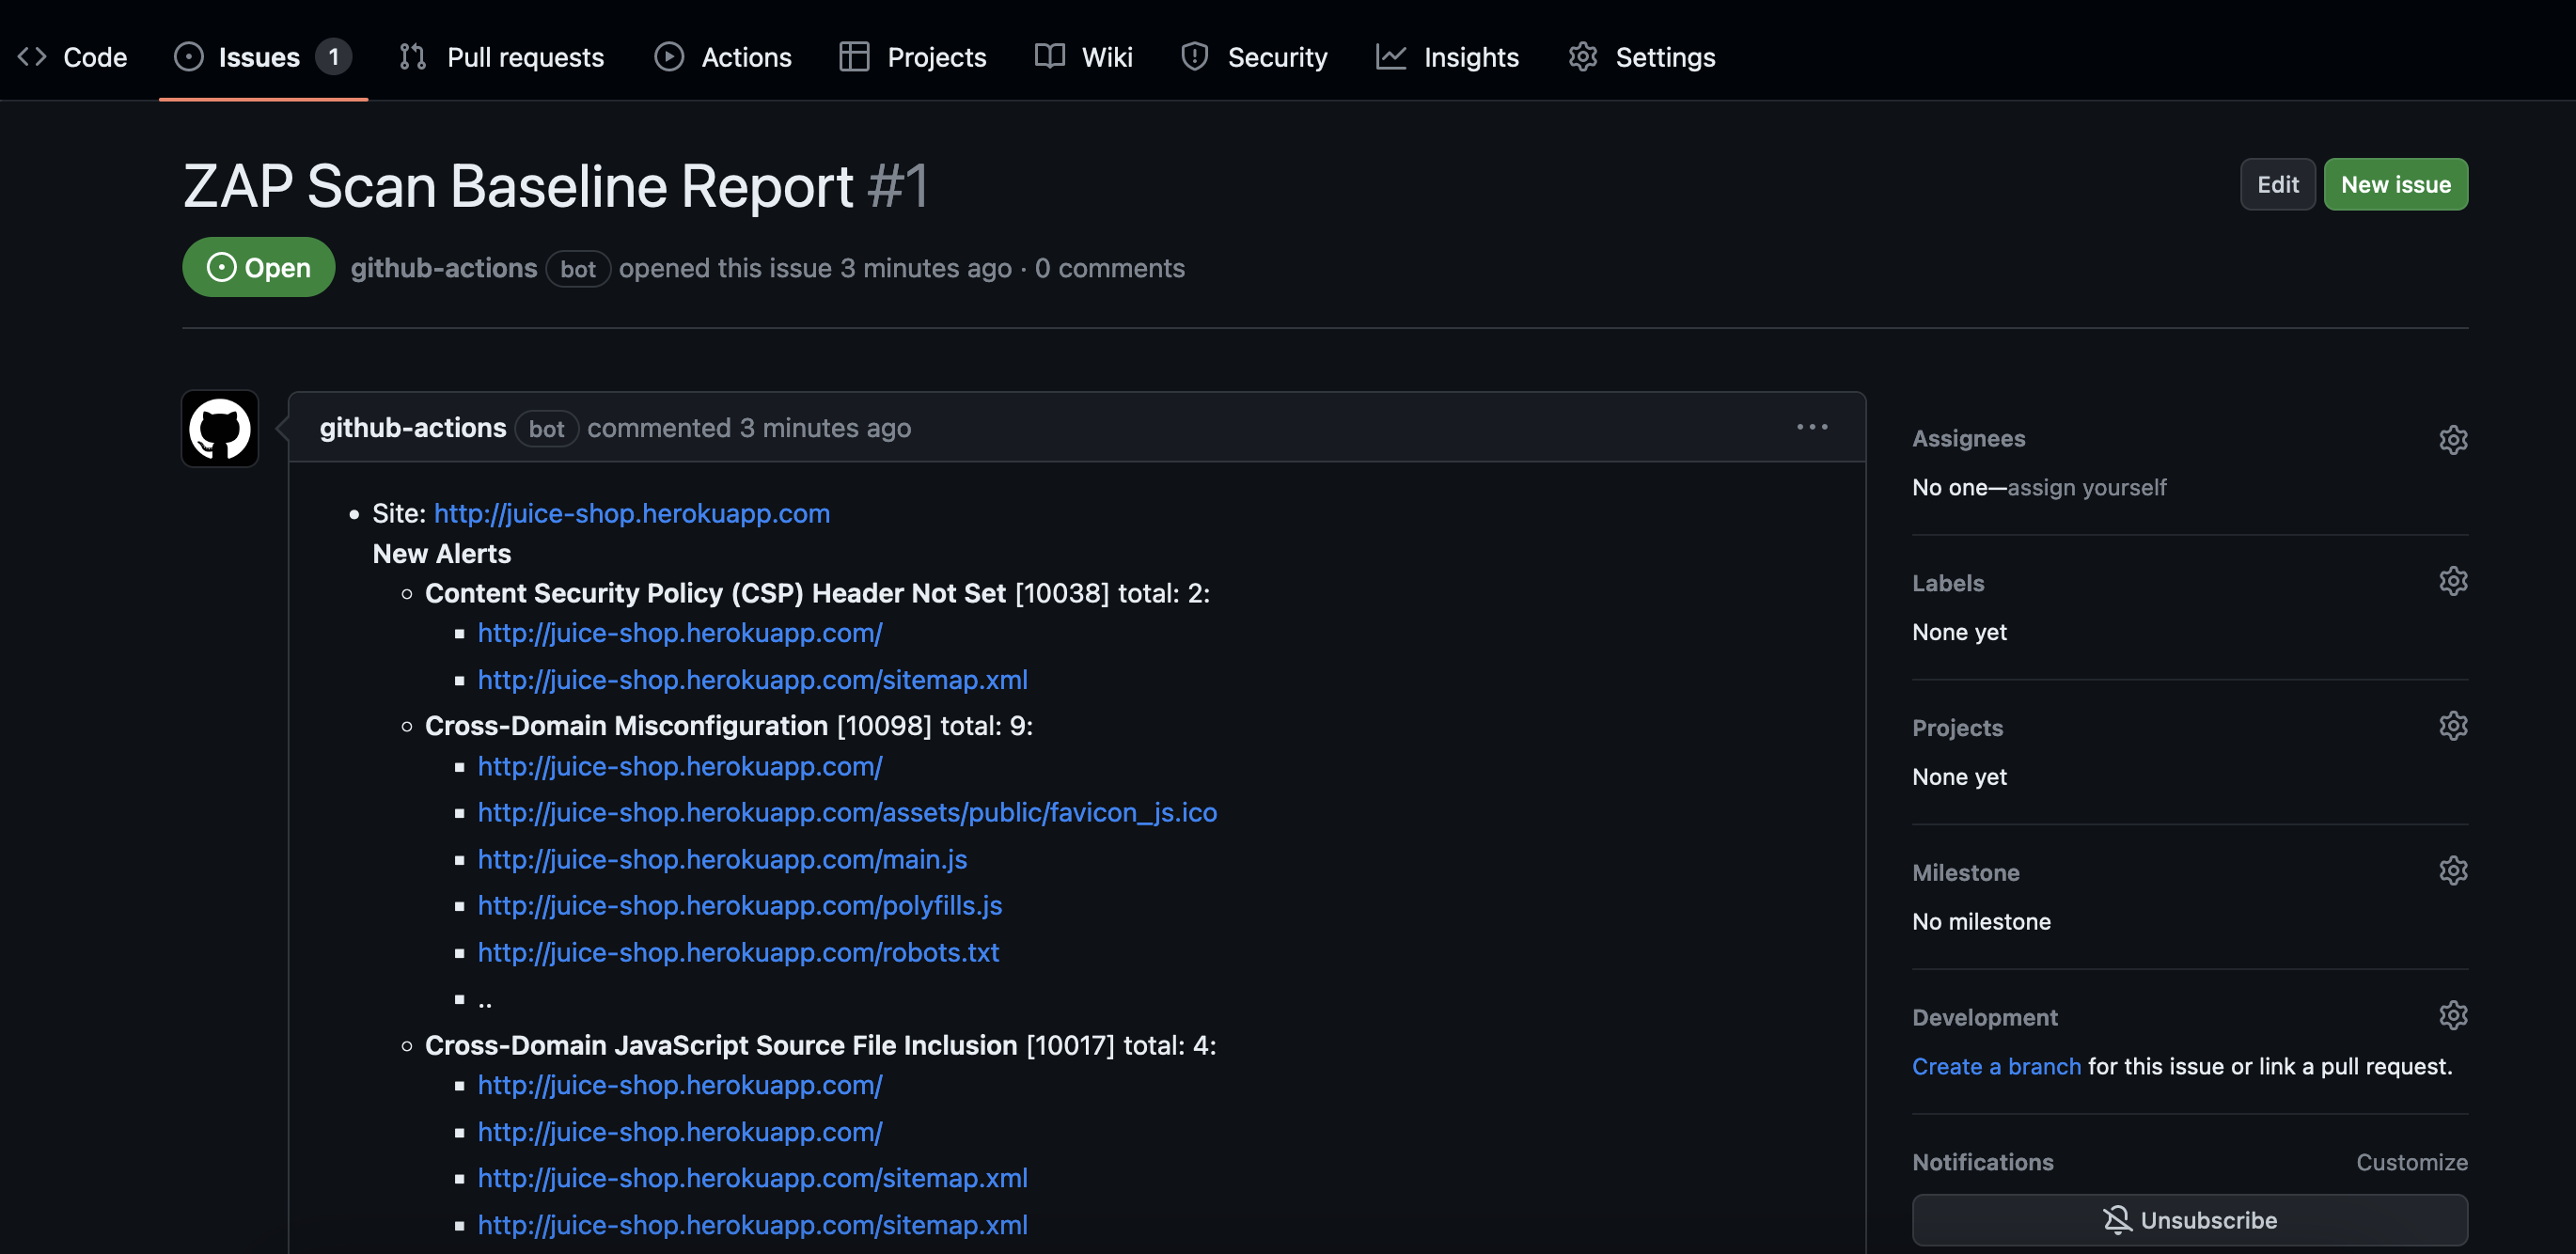 Code Issues 1 Pull requests Actions Projects Wiki Security Insights Settings
ZAP Scan Baseline Report #1
Edit New issue
Open github-actions bot opened this issue 3 minutes ago · 0 comments
github-actions bot commented 3 minutes ago ...
Site: http://juice-shop.herokuapp.com
New Alerts
Content Security Policy (CSP) Header Not Set [10038] total: 2:
http://juice-shop.herokuapp.com/
http://juice-shop.herokuapp.com/sitemap.xml
Cross-Domain Misconfiguration [10098] total: 9:
http://juice-shop.herokuapp.com/
http://juice-shop.herokuapp.com/assets/public/favicon_js.ico
http://juice-shop.herokuapp.com/main.js
http://juice-shop.herokuapp.com/polyfills.js
http://juice-shop.herokuapp.com/robots.txt
..
Cross-Domain JavaScript Source File Inclusion [10017] total: 4:
http://juice-shop.herokuapp.com/
http://juice-shop.herokuapp.com/
http://juice-shop.herokuapp.com/sitemap.xml
http://juice-shop.herokuapp.com/sitemap.xml
Assignees
No one—assign yourself
Labels
None yet
Projects
None yet
Milestone
No milestone
Development
Create a branch for this issue or link a pull request.
Notifications Customize
Unsubscribe